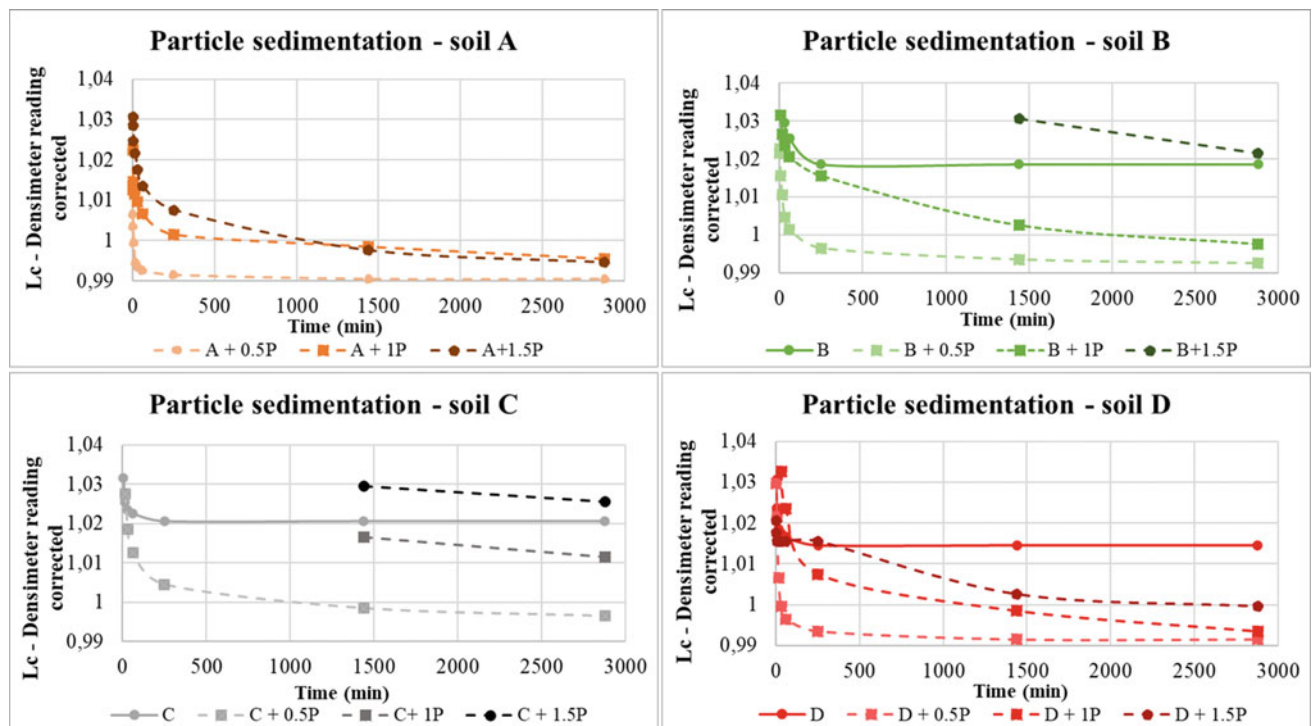 Particle sedimentation - soil A
Lc - Densimeter reading
corrected
1,04
1,03
1,02
1,01
1
0,99
0
500
1000
1500
2000
2500
3000
Time (min)
A + 0.5P
A + 1P
A+1.5P
Particle sedimentation - soil B
Lc - Densimeter reading
corrected
1,04
1,03
1,02
1,01
1
0,99
0
500
1000
1500
2000
2500
3000
Time (min)
B
B + 0.5P
B + 1P
B+1.5P
Particle sedimentation - soil C
Lc - Densimeter reading
corrected
1,04
1,03
1,02
1,01
1
0,99
0
500
1000
1500
2000
2500
3000
Time (min)
C
C + 0.5P
C+ 1P
C + 1.5P
Particle sedimentation - soil D
Lc - Densimeter reading
corrected
1,04
1,03
1,02
1,01
1
0,99
0
500
1000
1500
2000
2500
3000
Time (min)
D
D + 0.5P
D + 1P
D + 1.5P